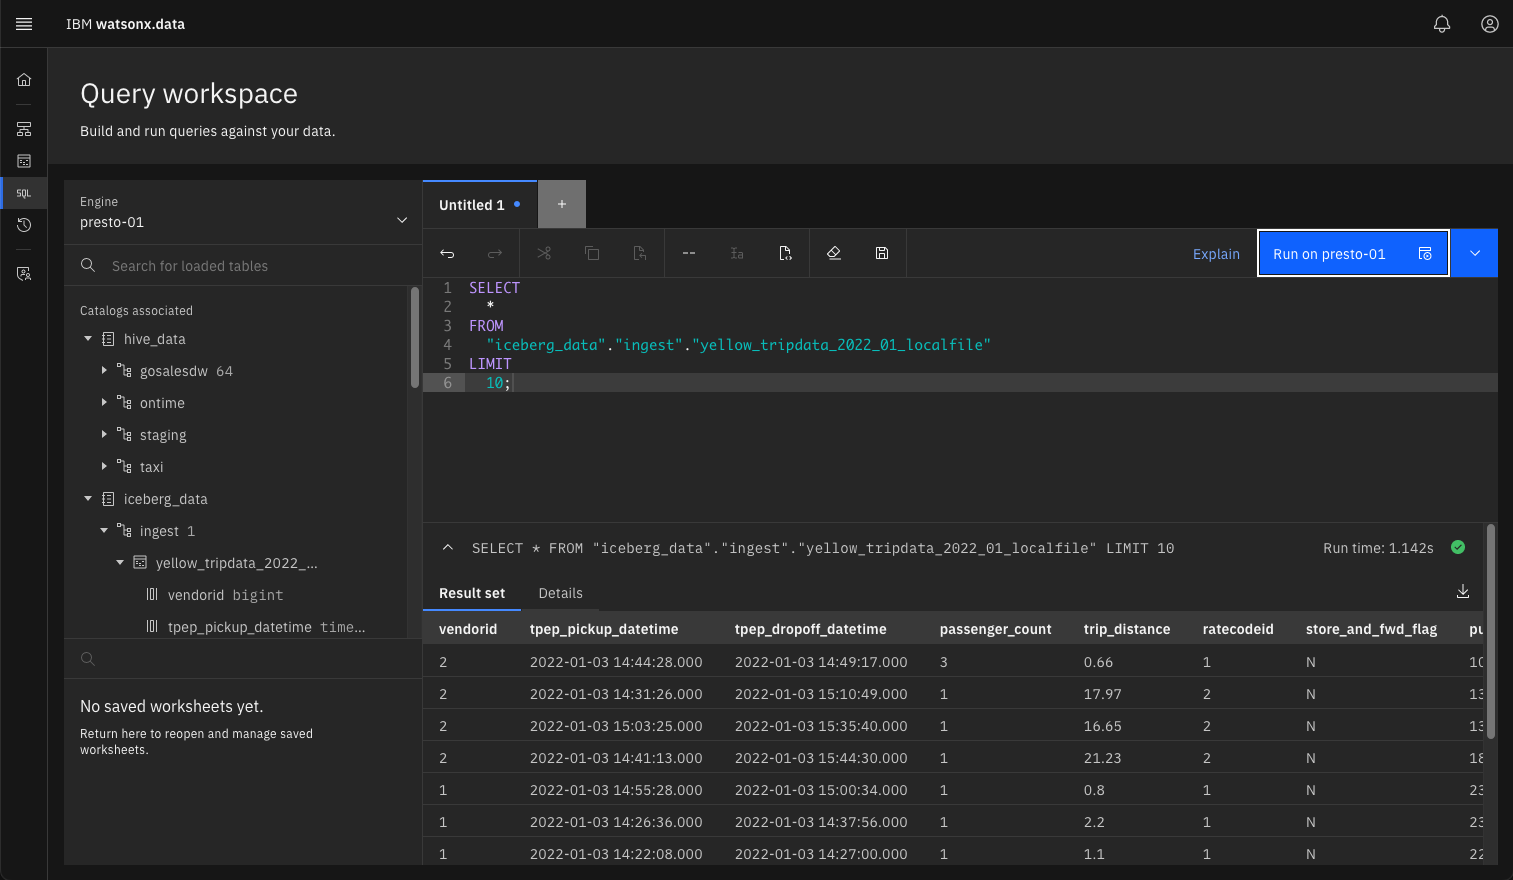 IBM watsonx.data
Query workspace
Build and run queries against your data.
SQL
Engine
presto-01
Search for loaded tables
Catalogs associated
hive_data
gosalesdw 64
ontime
staging
taxi
iceberg_data
ingest 1
yellow_tripdata_2022_...
vendorid bigint
tpep_pickup_datetime time...
No saved worksheets yet.
Return here to reopen and manage saved
worksheets.
Untitled 1
+
Explain
Run on presto-01
1 SELECT
2 *
3 FROM
4 "iceberg_data"."ingest"."yellow_tripdata_2022_01_localfile"
5 LIMIT
6 10;
SELECT * FROM "iceberg_data"."ingest"."yellow_tripdata_2022_01_localfile" LIMIT 10
Run time: 1.142s
Result set Details
vendorid tpep_pickup_datetime tpep_dropoff_datetime passenger_count trip_distance ratecodeid store_and_fwd_flag pu
2 2022-01-03 14:44:28.000 2022-01-03 14:49:17.000 3 0.66 1 N 10
2 2022-01-03 14:31:26.000 2022-01-03 15:10:49.000 1 17.97 2 N 13
2 2022-01-03 15:03:25.000 2022-01-03 15:35:40.000 1 16.65 2 N 13
2 2022-01-03 14:41:13.000 2022-01-03 15:44:30.000 1 21.23 2 N 18
1 2022-01-03 14:55:28.000 2022-01-03 15:00:34.000 1 0.8 1 N 23
1 2022-01-03 14:26:36.000 2022-01-03 14:37:56.000 1 2.2 1 N 23
1 2022-01-03 14:22:08.000 2022-01-03 14:27:00.000 1 1.1 1 N 22